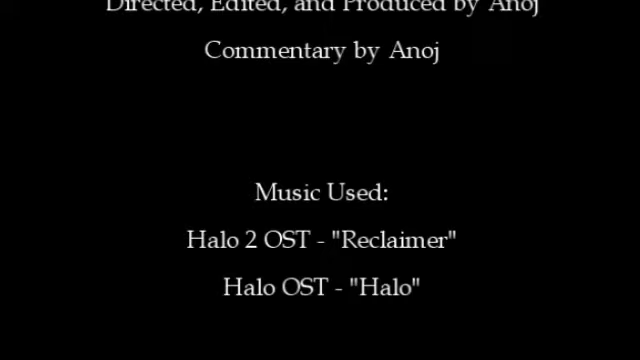 Directed, Edited, and Produced by Anoj
Commentary by Anoj
Music Used:
Halo 2 OST - "Reclaimer"
Halo OST - "Halo"